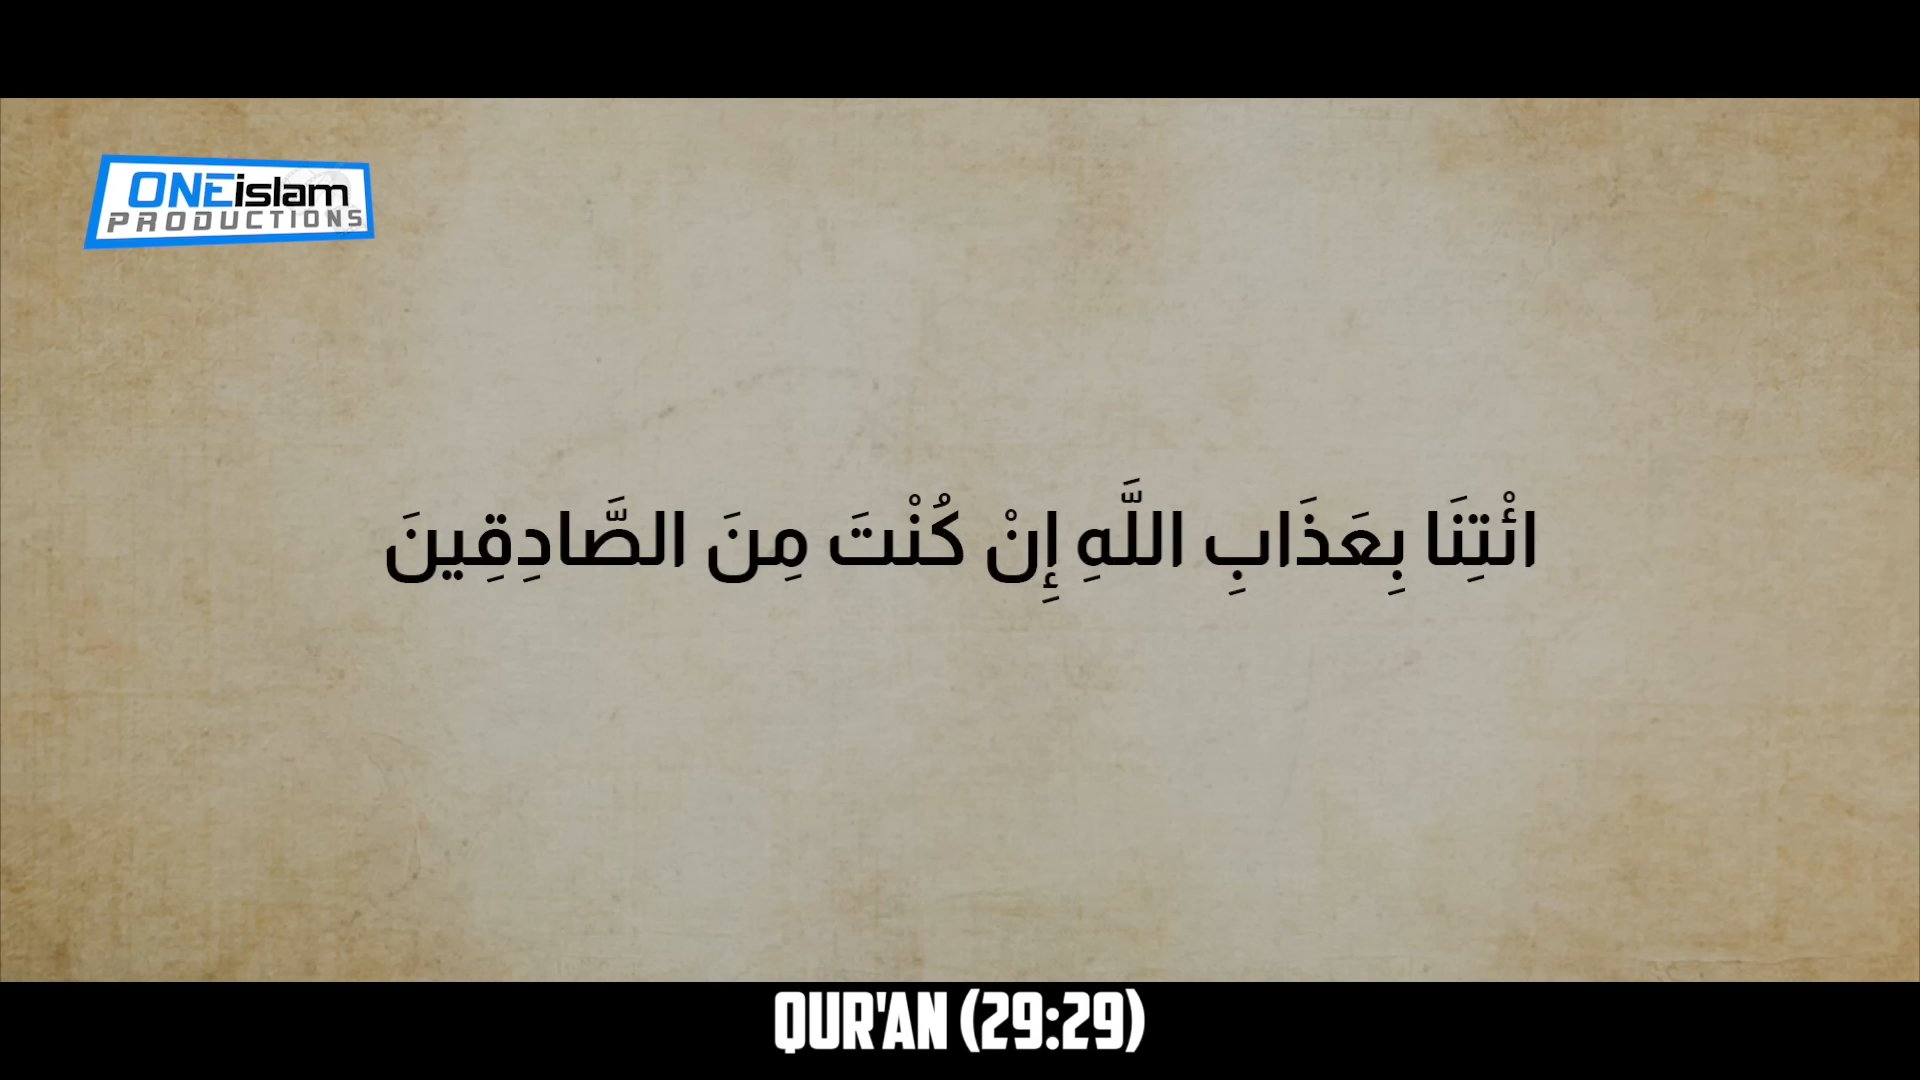 ONEislam
PRODUCTIONS
ائْتِنَا بِعَذَابِ اللَّهِ إِنْ كُنْتَ مِنَ الصَّادِقِينَ
QUR'AN (29:29)